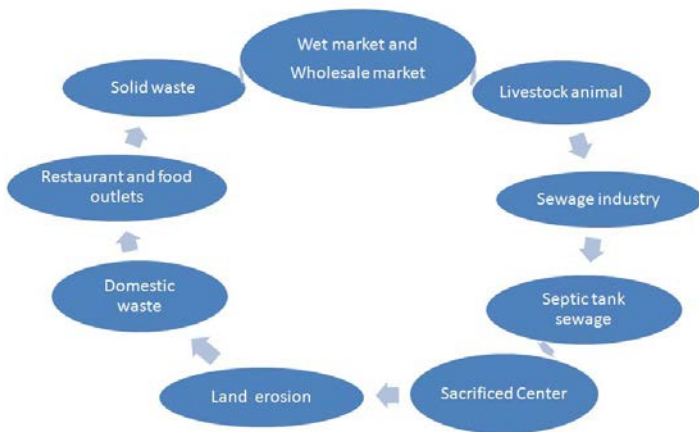 Wet market and
Wholesale market
Livestock animal
Sewage industry
Septic tank
sewage
Sacrificed Center
Land erosion
Domestic
waste
Restaurant and food
outlets
Solid waste